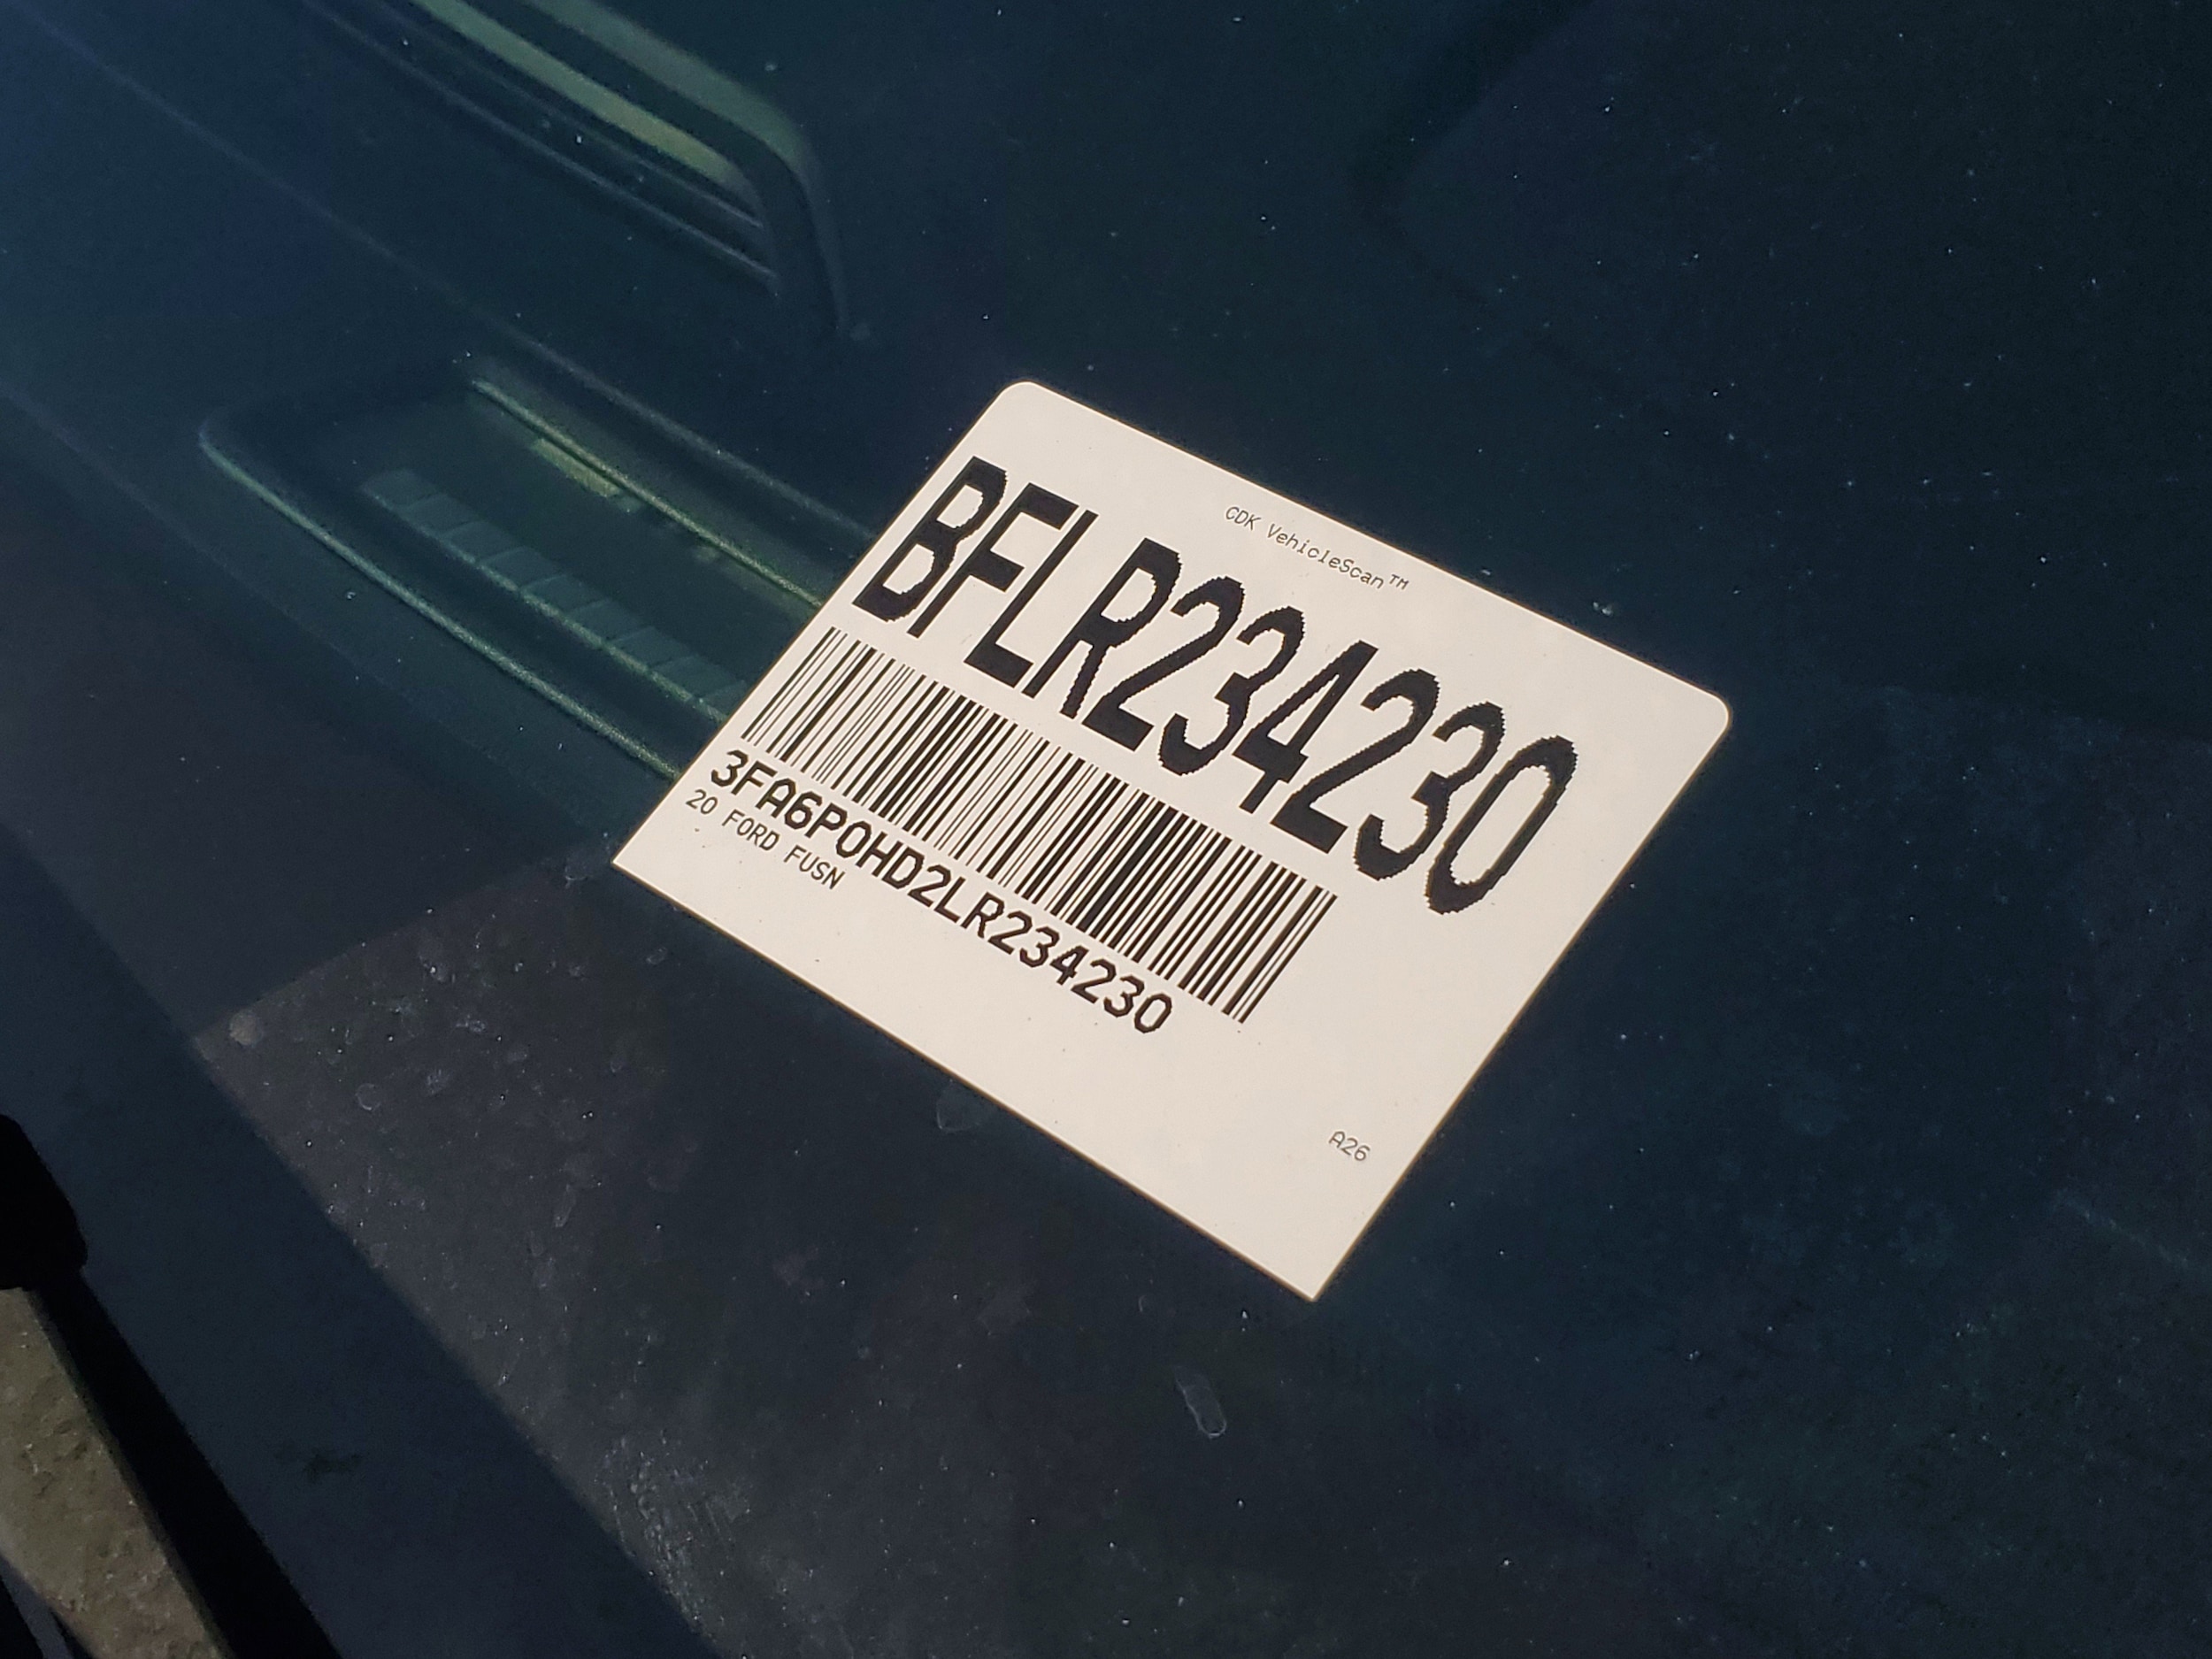 CDK VehicleScan™
BFLR234230
3FA6P0HD2LR234230
20 FORD FUSN
A26